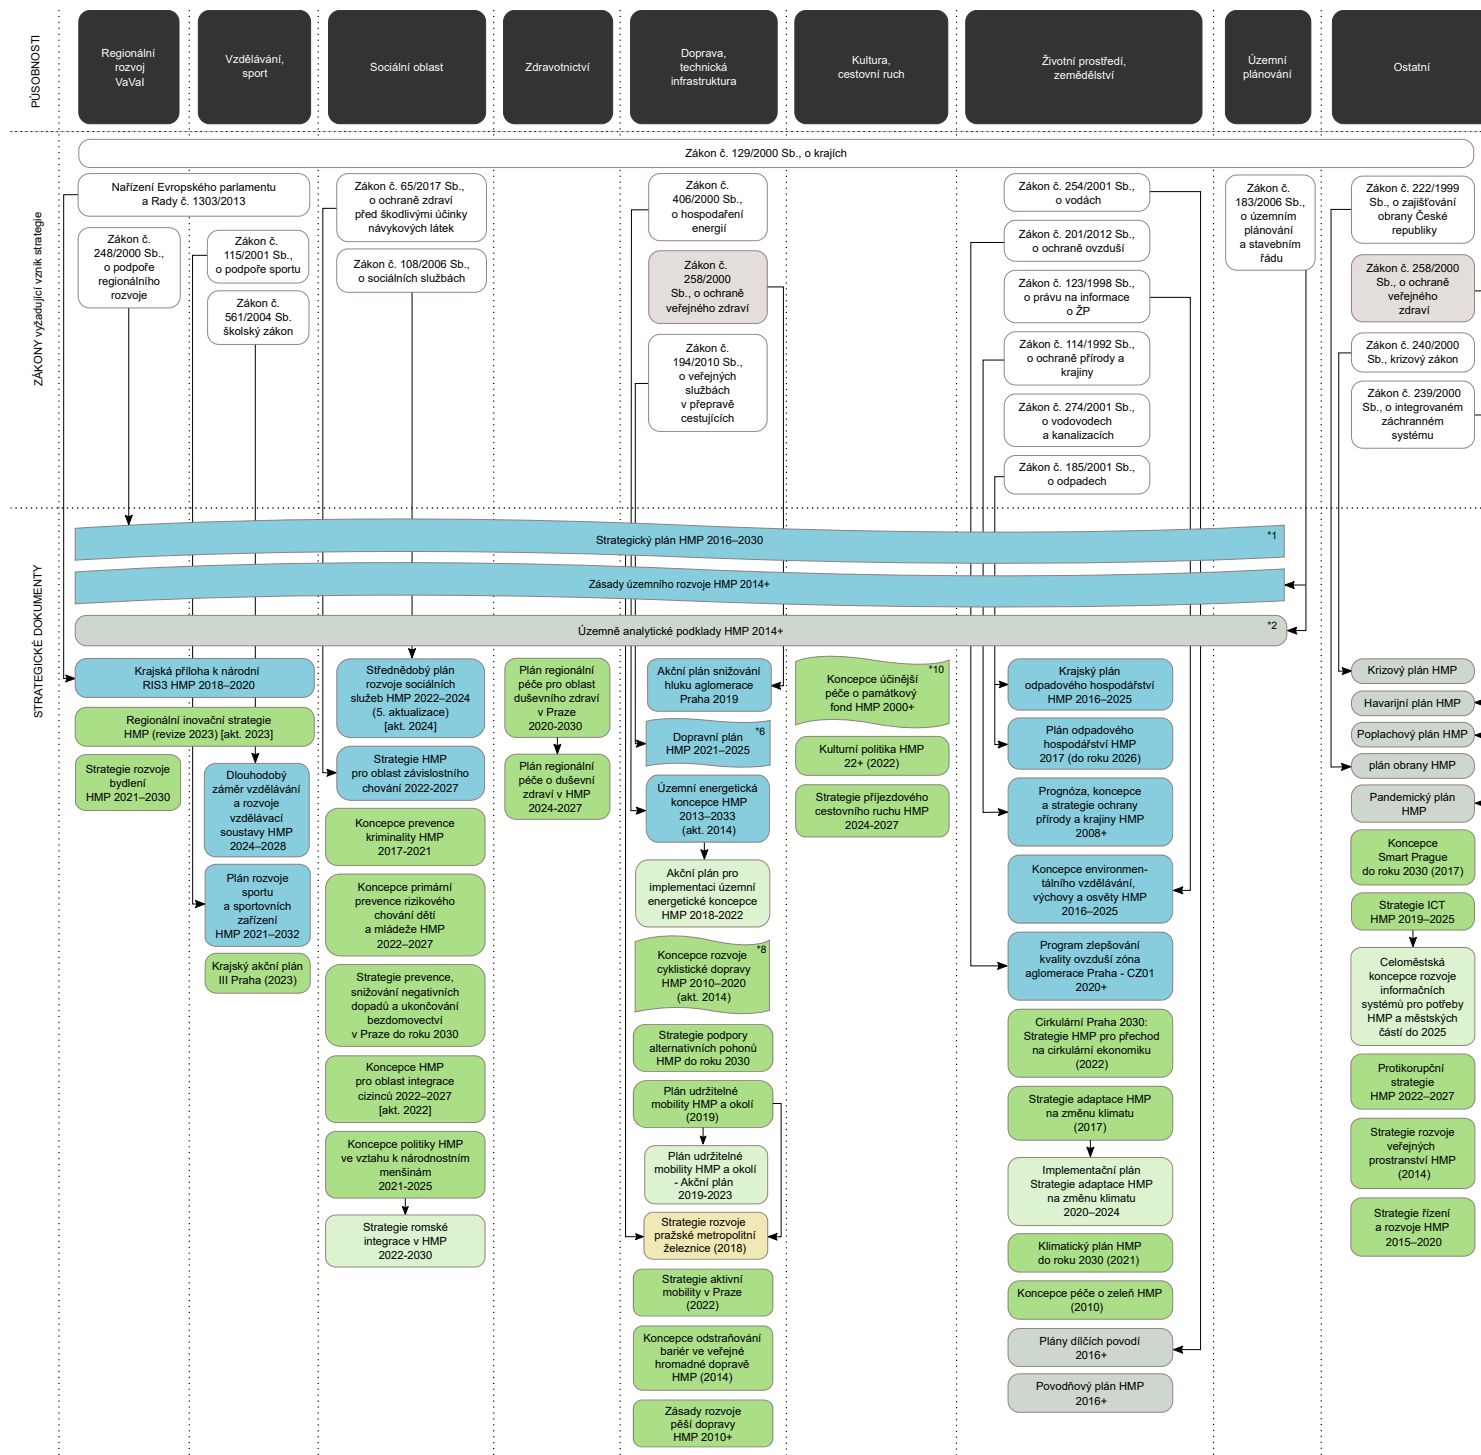 PŮSOBNOSTI
Regionální
rozvoj
VaVaI
Vzdělávání,
sport
Sociální oblast
Zdravotnictví
Doprava,
technická
infrastruktura
Kultura,
cestovní ruch
Životní prostředí,
zemědělství
Územní
plánování
Ostatní
ZÁKONY vyžadující vznik strategie
Zákon č. 129/2000 Sb., o krajích
Nařízení Evropského parlamentu
a Rady č. 1303/2013
Zákon č.
248/2000 Sb.,
o podpoře
regionálního
rozvoje
Zákon č.
115/2001 Sb.,
o podpoře sportu
Zákon č.
561/2004 Sb.
školský zákon
Zákon č. 65/2017 Sb.,
o ochraně zdraví
před škodlivými účinky
návykových látek
Zákon č. 108/2006 Sb.,
o sociálních službách
Zákon č.
406/2000 Sb.,
o hospodaření
energií
Zákon č.
258/2000
Sb., o ochraně
veřejného zdraví
Zákon č.
194/2010 Sb.,
o veřejných
službách
v přepravě
cestujících
Zákon č. 254/2001 Sb.,
o vodách
Zákon č. 201/2012 Sb.,
o ochraně ovzduší
Zákon č. 123/1998 Sb.,
o právu na informace
o ŽP
Zákon č. 114/1992 Sb.,
o ochraně přírody a
krajiny
Zákon č. 274/2001 Sb.,
o vodovodech
a kanalizacích
Zákon č. 185/2001 Sb.,
o odpadech
Zákon č.
183/2006 Sb.,
o územním
plánování
a stavebním
řádu
Zákon č. 222/1999
Sb., o zajišťování
obrany České
republiky
Zákon č. 258/2000
Sb., o ochraně
veřejného
zdraví
Zákon č. 240/2000
Sb., krizový zákon
Zákon č. 239/2000
Sb., o integrovaném
záchranném
systému
STRATEGICKÉ DOKUMENTY
Strategický plán HMP 2016–2030
*1
Zásady územního rozvoje HMP 2014+
Územně analytické podklady HMP 2014+
*2
Krajská příloha k národní
RIS3 HMP 2018–2020
Regionální inovační strategie
HMP (revize 2023) [akt. 2023]
Strategie rozvoje
bydlení
HMP 2021–2030
Dlouhodobý
záměr vzdělávání
a rozvoje
vzdělávací
soustavy HMP
2024–2028
Plán rozvoje
sportu
a sportovních
zařízení
HMP 2021–2032
Krajský akční plán
III Praha (2023)
Střednědobý plán
rozvoje sociálních
služeb HMP 2022–2024
(5. aktualizace)
[akt. 2024]
Strategie HMP
pro oblast závislostního
chování 2022-2027
Koncepce prevence
kriminality HMP
2017-2021
Koncepce primární
prevence rizikového
chování dětí
a mládeže HMP
2022–2027
Strategie prevence,
snižování negativních
dopadů a ukončování
bezdomovectví
v Praze do roku 2030
Koncepce HMP
pro oblast integrace
cizinců 2022–2027
[akt. 2022]
Koncepce politiky HMP
ve vztahu k národnostním
menšinám
2021-2025
Strategie romské
integrace v HMP
2022-2030
Plán regionální
péče pro oblast
duševního zdraví
v Praze
2020-2030
Plán regionální
péče o duševní
zdraví v HMP
2024-2027
Akční plán snižování
hluku aglomerace
Praha 2019
Dopravní plán
HMP 2021–2025
*6
Územní energetická
koncepce HMP
2013–2033
(akt. 2014)
Akční plán pro
implementaci územní
energetické koncepce
HMP 2018-2022
Koncepce rozvoje
cyklistické dopravy
HMP 2010–2020
(akt. 2014)
*8
Strategie podpory
alternativních pohonů
HMP do roku 2030
Plán udržitelné
mobility HMP a okolí
(2019)
Plán udržitelné
mobility HMP a okolí
- Akční plán
2019-2023
Strategie rozvoje
pražské metropolitní
železnice (2018)
Strategie aktivní
mobility v Praze
(2022)
Koncepce odstraňování
bariér ve veřejné
hromadné dopravě
HMP (2014)
Zásady rozvoje
pěší dopravy
HMP 2010+
*10
Koncepce účinější
péče o památkový
fond HMP 2000+
Kulturní politika HMP
22+ (2022)
Strategie příjezdového
cestovního ruchu HMP
2024-2027
Krajský plán
odpadového hospodářství
HMP 2016–2025
Plán odpadového
hospodářství HMP
2017 (do roku 2026)
Prognóza, koncepce
a strategie ochrany
přírody a krajiny HMP
2008+
Koncepce environmen-
tálního vzdělávání,
výchovy a osvěty HMP
2016–2025
Program zlepšování
kvality ovzduší zóna
aglomerace Praha - CZ01
2020+
Cirkulární Praha 2030:
Strategie HMP pro přechod
na cirkulární ekonomiku
(2022)
Strategie adaptace HMP
na změnu klimatu
(2017)
Implementační plán
Strategie adaptace HMP
na změnu klimatu
2020–2024
Klimatický plán HMP
do roku 2030 (2021)
Koncepce péče o zeleň HMP
(2010)
Plány dílčích povodí
2016+
Povodňový plán HMP
2016+
Krizový plán HMP
Havarijní plán HMP
Poplachový plán HMP
plán obrany HMP
Pandemický plán
HMP
Koncepce
Smart Prague
do roku 2030 (2017)
Strategie ICT
HMP 2019–2025
Celoměstská
koncepce rozvoje
informačních
systémů pro potřeby
HMP a městských
částí do 2025
Protikorupční
strategie
HMP 2022–2027
Strategie rozvoje
veřejných
prostranství HMP
(2014)
Strategie řízení
a rozvoje HMP
2015–2020